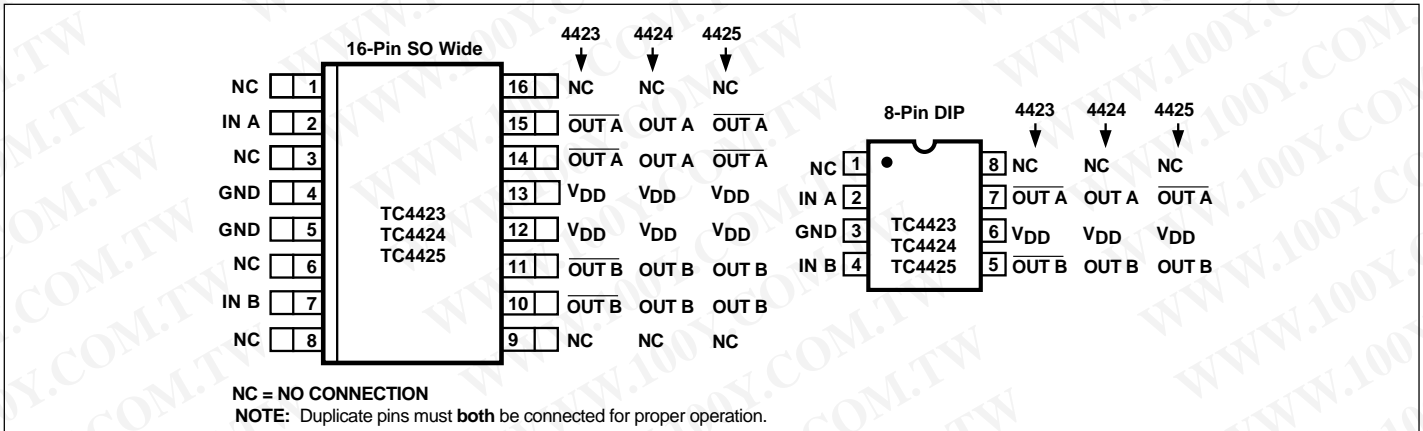 16-Pin SO Wide
4423 4424 4425
NC 1 16 NC NC NC
IN A 2 15 OUT A OUT A OUT A
NC 3 14 OUT A OUT A OUT A
GND 4 13 VDD VDD VDD
GND 5 12 VDD VDD VDD
NC 6 11 OUT B OUT B OUT B
IN B 7 10 OUT B OUT B OUT B
NC 8 9 NC NC NC
TC4423
TC4424
TC4425
8-Pin DIP
4423 4424 4425
NC 1 8 NC NC NC
IN A 2 7 OUT A OUT A OUT A
GND 3 6 VDD VDD VDD
IN B 4 5 OUT B OUT B OUT B
TC4423
TC4424
TC4425
NC = NO CONNECTION
NOTE: Duplicate pins must both be connected for proper operation.
WWW.100Y.COM.TW